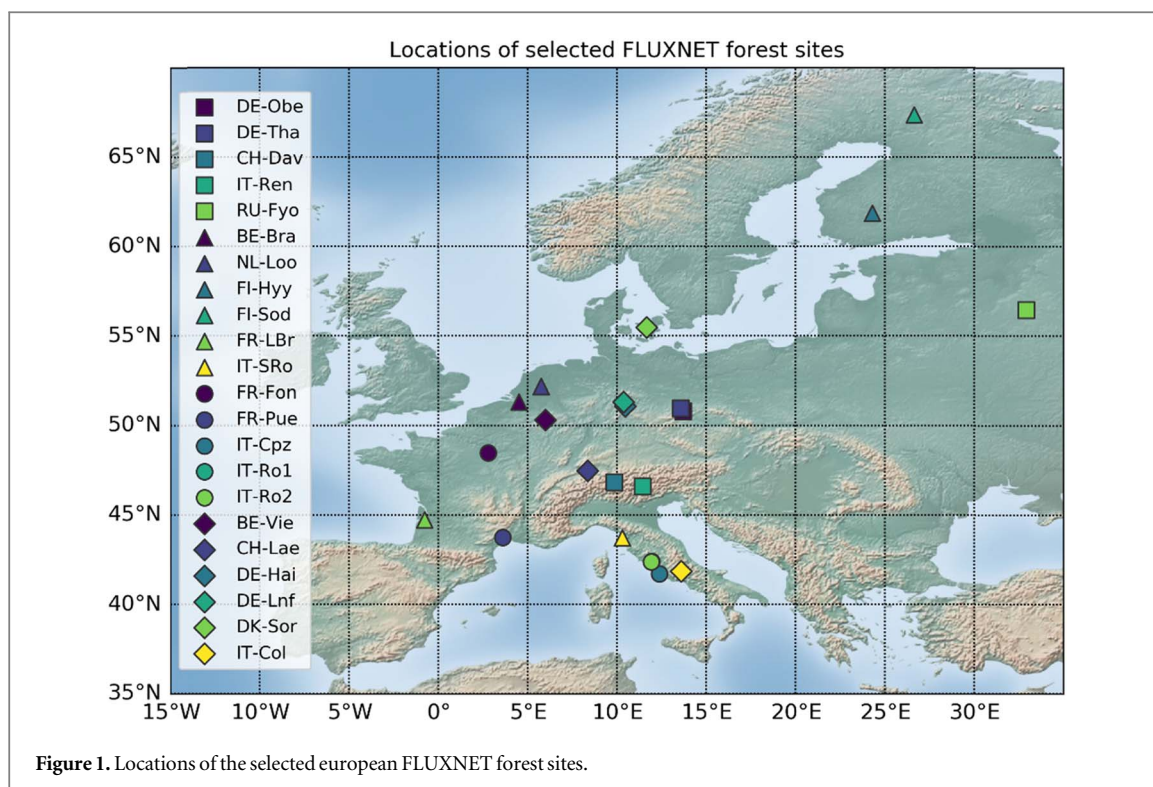 Locations of selected FLUXNET forest sites
DE-Obe
DE-Tha
CH-Dav
IT-Ren
RU-Fyo
BE-Bra
NL-Loo
FI-Hyy
FI-Sod
FR-LBr
IT-SRo
FR-Fon
FR-Pue
IT-Cpz
IT-Ro1
IT-Ro2
BE-Vie
CH-Lae
DE-Hai
DE-Lnf
DK-Sor
IT-Col
65°N
60°N
55°N
50°N
45°N
40°N
35°N
15°W 10°W 5°W 0° 5°E 10°E 15°E 20°E 25°E 30°E
Figure 1. Locations of the selected european FLUXNET forest sites.